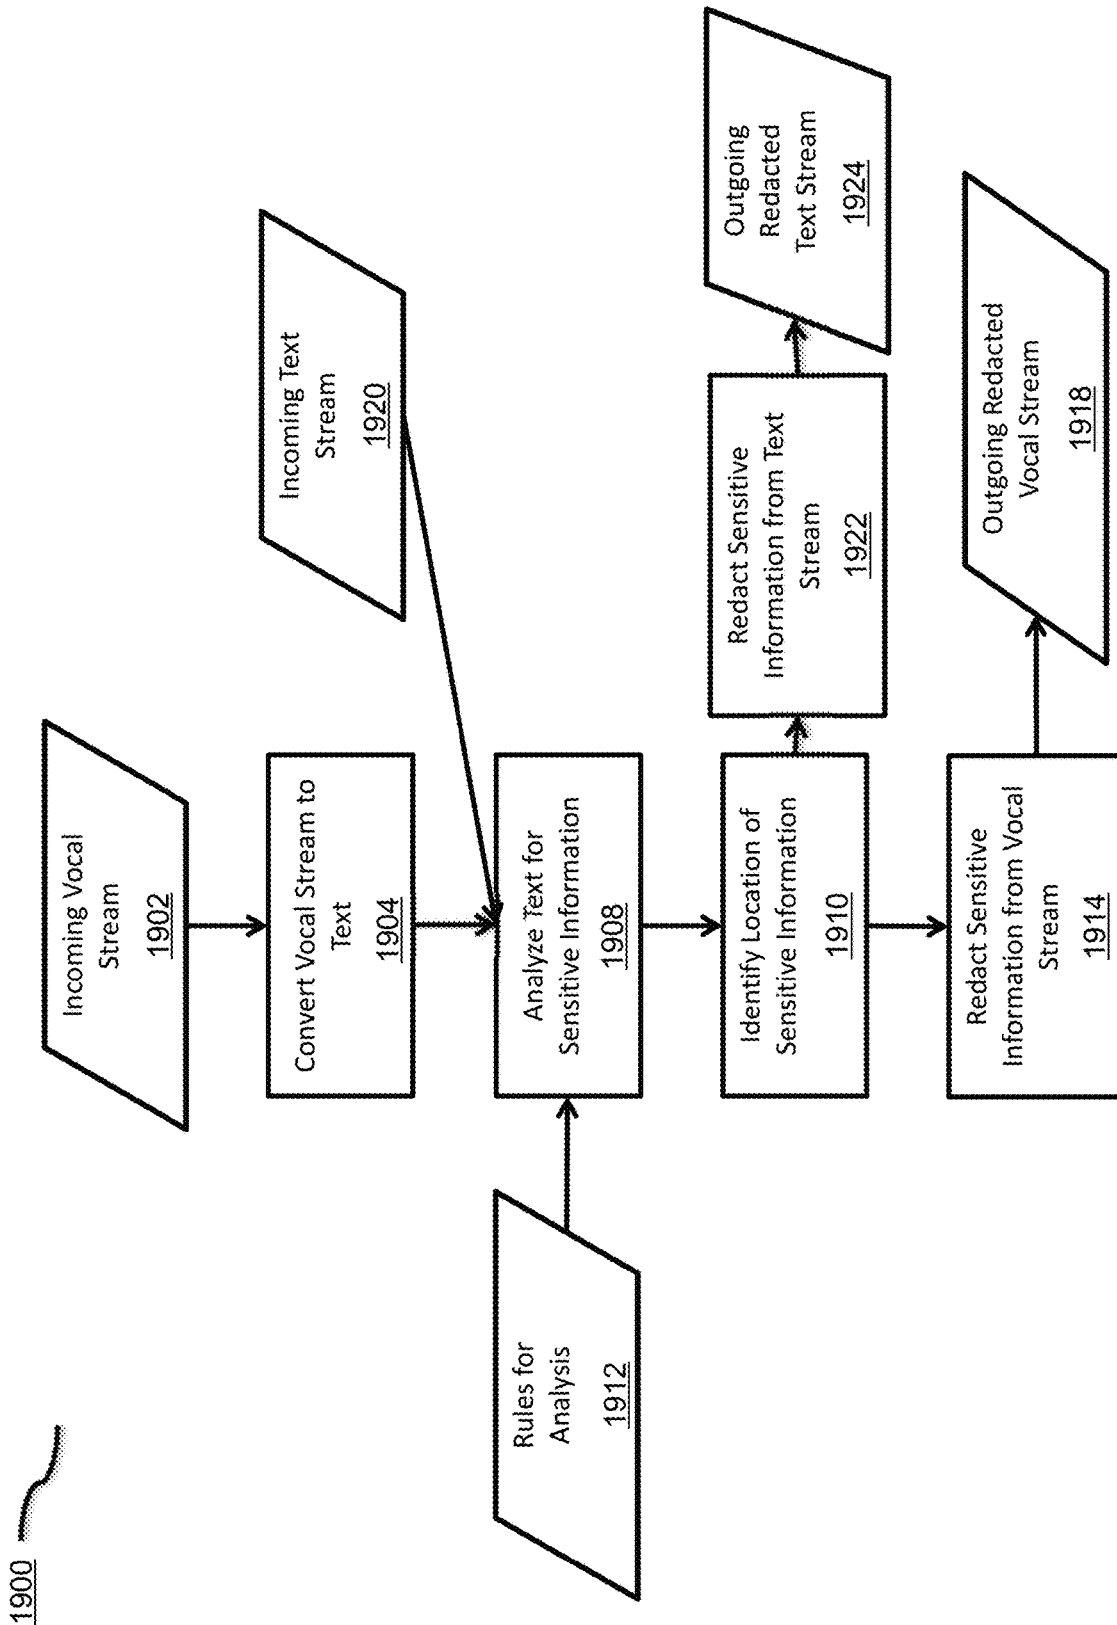 1900
Incoming Vocal
Stream
1902
Convert Vocal Stream to
Text
1904
Incoming Text
Stream
1920
Rules for
Analysis
1912
Analyze Text for
Sensitive Information
1908
Identify Location of
Sensitive Information
1910
Redact Sensitive
Information from Text
Stream
1922
Outgoing
Redacted
Text Stream
1924
Redact Sensitive
Information from Vocal
Stream
1914
Outgoing Redacted
Vocal Stream
1918